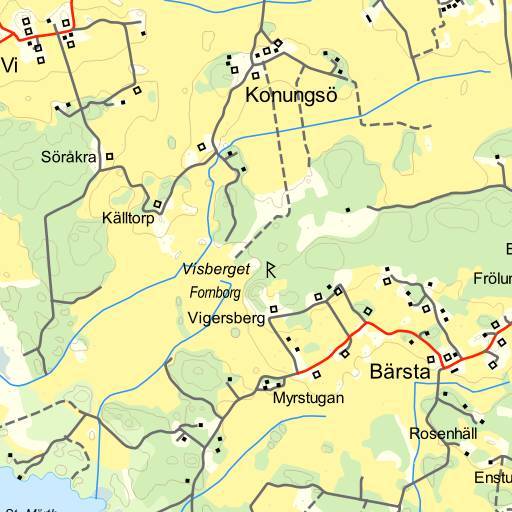 Vi
Konungsö
Söråkra
Källtorp
Visberget
Fornborg
Vigersberg
Frölun
Bärsta
Myrstugan
Rosenhäll
Enstu